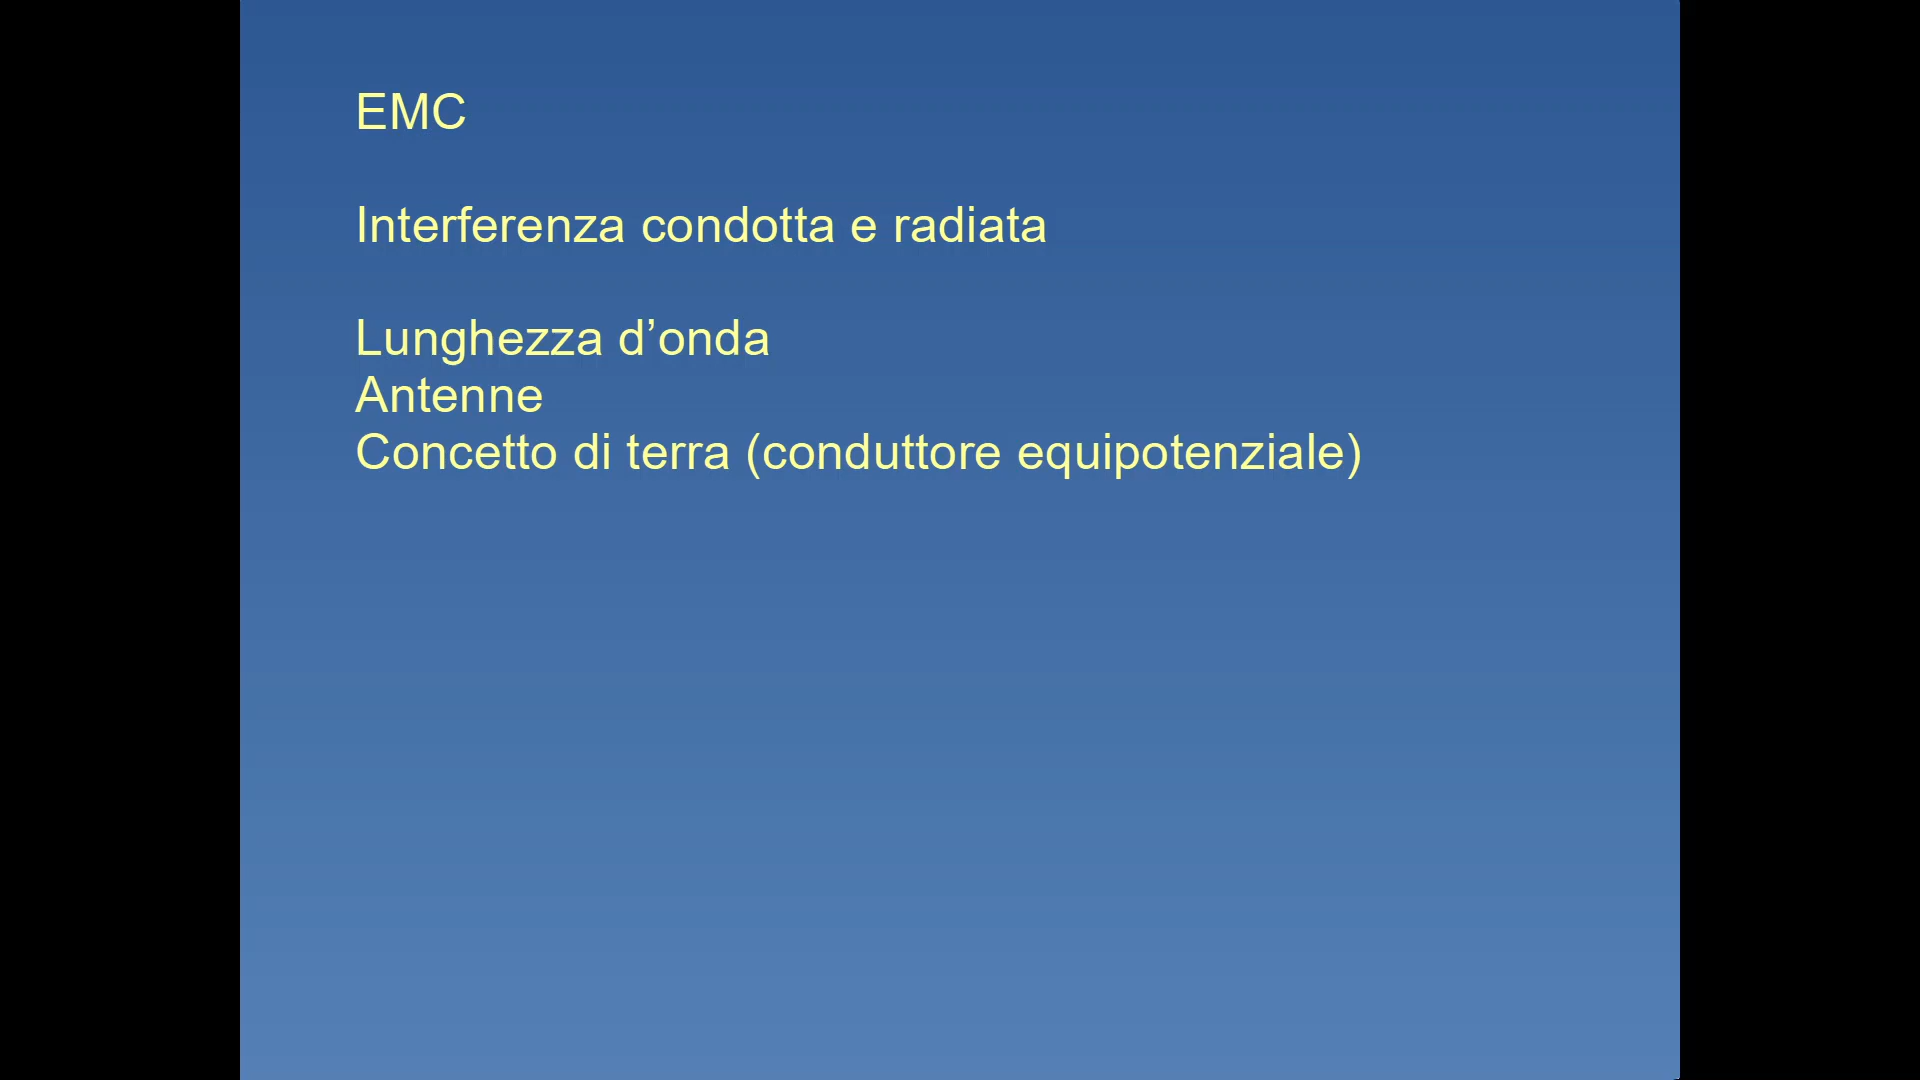 EMC
Interferenza condotta e radiata
Lunghezza d’onda
Antenne
Concetto di terra (conduttore equipotenziale)